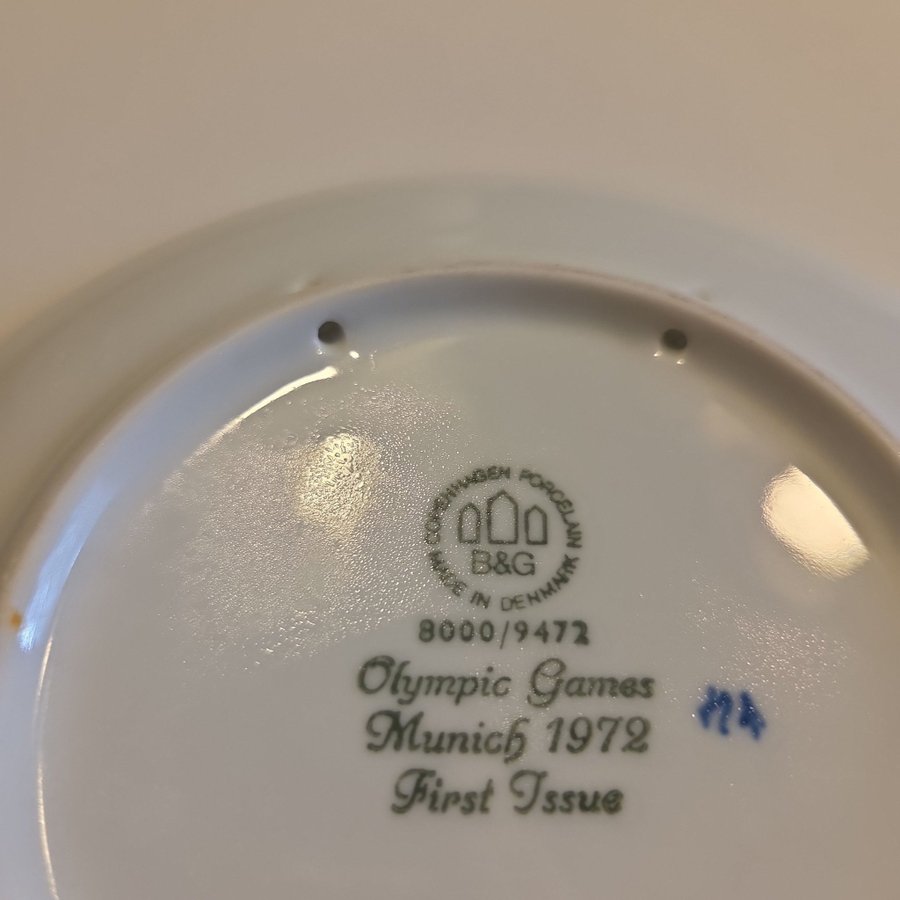 COPENHAGEN PORCELAIN
B&G
MADE IN DENMARK
8000/9472
Olympic Games
Munich 1972
First Issue